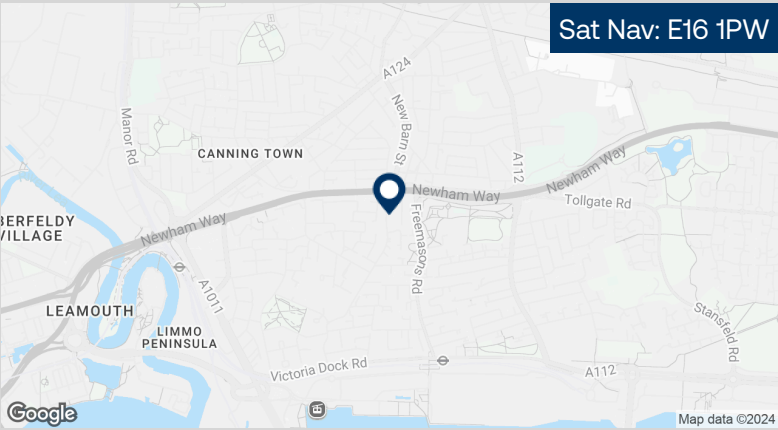 Sat Nav: E16 1PW
A124
New Barn St
Manor Rd
CANNING TOWN
A112
Newham Way
Newham Way
Tollgate Rd
BERFELDY
VILLAGE
Newham Way
Freemasons Rd
A1011
LEAMOUTH
LIMMO
PENINSULA
Stansfeld Rd
Victoria Dock Rd
A112
Google
Map data ©2024